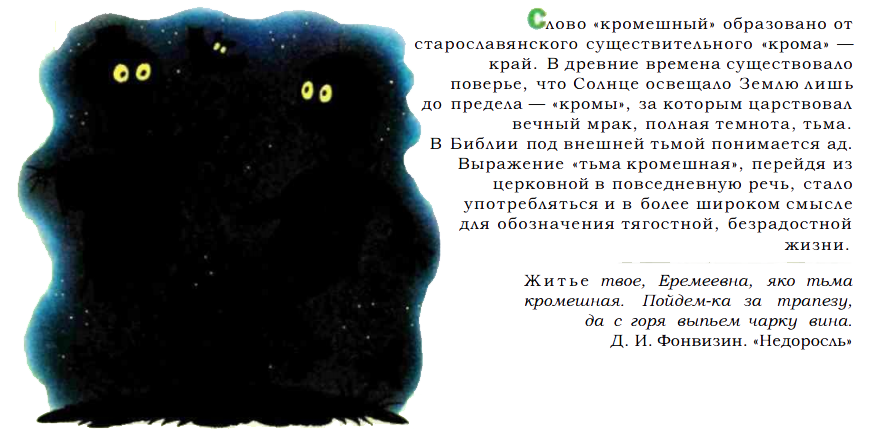 Слово «кромешный» образовано от
старославянского существительного «крома» —
край. В древние времена существовало
поверье, что Солнце освещало Землю лишь
до предела — «кромы», за которым царствовал
вечный мрак, полная темнота, тьма.
В Библии под внешней тьмой понимается ад.
Выражение «тьма кромешная», перейдя из
церковной в повседневную речь, стало
употребляться и в более широком смысле
для обозначения тягостной, безрадостной
жизни.
Житье твое, Еремеевна, яко тьма
кромешная. Пойдем-ка за трапезу,
да с горя выпьем чарку вина.
Д. И. Фонвизин. «Недоросль»